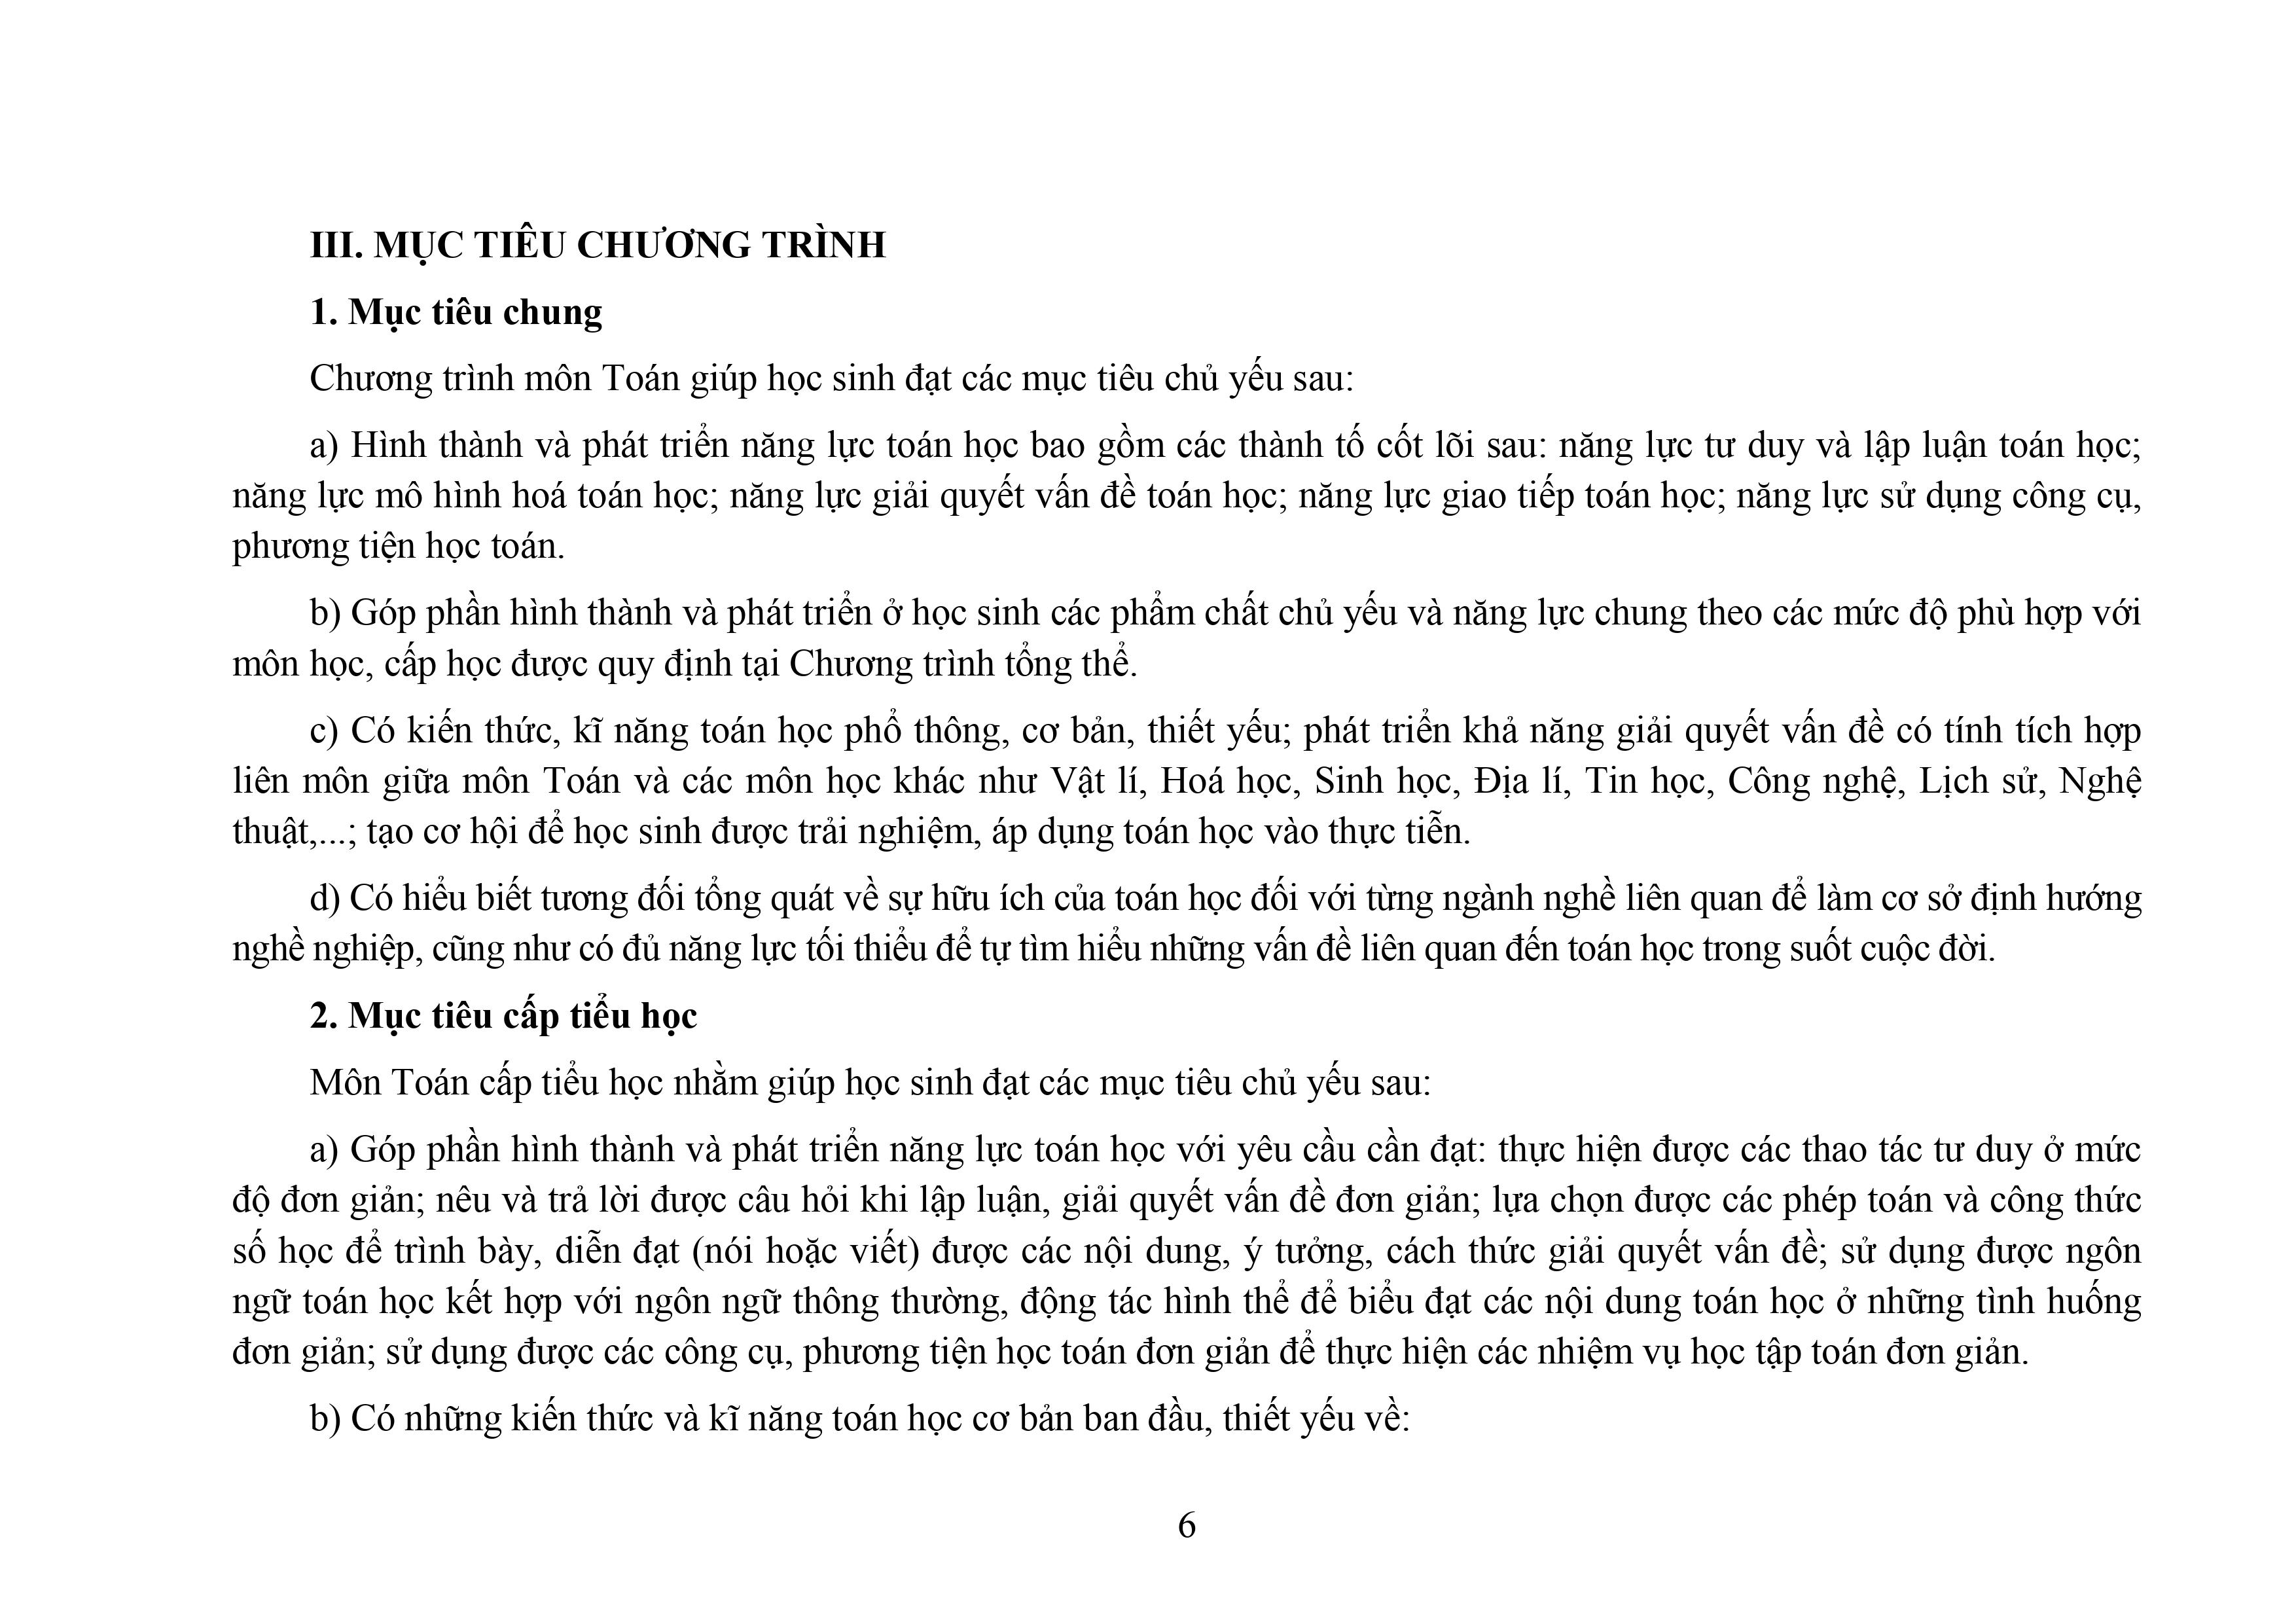 III. MỤC TIÊU CHƯƠNG TRÌNH
1. Mục tiêu chung
Chương trình môn Toán giúp học sinh đạt các mục tiêu chủ yếu sau:
a) Hình thành và phát triển năng lực toán học bao gồm các thành tố cốt lõi sau: năng lực tư duy và lập luận toán học;
năng lực mô hình hoá toán học; năng lực giải quyết vấn đề toán học; năng lực giao tiếp toán học; năng lực sử dụng công cụ,
phương tiện học toán.
b) Góp phần hình thành và phát triển ở học sinh các phẩm chất chủ yếu và năng lực chung theo các mức độ phù hợp với
môn học, cấp học được quy định tại Chương trình tổng thể.
c) Có kiến thức, kĩ năng toán học phổ thông, cơ bản, thiết yếu; phát triển khả năng giải quyết vấn đề có tính tích hợp
liên môn giữa môn Toán và các môn học khác như Vật lí, Hoá học, Sinh học, Địa lí, Tin học, Công nghệ, Lịch sử, Nghệ
thuật,...; tạo cơ hội để học sinh được trải nghiệm, áp dụng toán học vào thực tiễn.
d) Có hiểu biết tương đối tổng quát về sự hữu ích của toán học đối với từng ngành nghề liên quan để làm cơ sở định hướng
nghề nghiệp, cũng như có đủ năng lực tối thiểu để tự tìm hiểu những vấn đề liên quan đến toán học trong suốt cuộc đời.
2. Mục tiêu cấp tiểu học
Môn Toán cấp tiểu học nhằm giúp học sinh đạt các mục tiêu chủ yếu sau:
a) Góp phần hình thành và phát triển năng lực toán học với yêu cầu cần đạt: thực hiện được các thao tác tư duy ở mức
độ đơn giản; nêu và trả lời được câu hỏi khi lập luận, giải quyết vấn đề đơn giản; lựa chọn được các phép toán và công thức
số học để trình bày, diễn đạt (nói hoặc viết) được các nội dung, ý tưởng, cách thức giải quyết vấn đề; sử dụng được ngôn
ngữ toán học kết hợp với ngôn ngữ thông thường, động tác hình thể để biểu đạt các nội dung toán học ở những tình huống
đơn giản; sử dụng được các công cụ, phương tiện học toán đơn giản để thực hiện các nhiệm vụ học tập toán đơn giản.
b) Có những kiến thức và kĩ năng toán học cơ bản ban đầu, thiết yếu về:
6